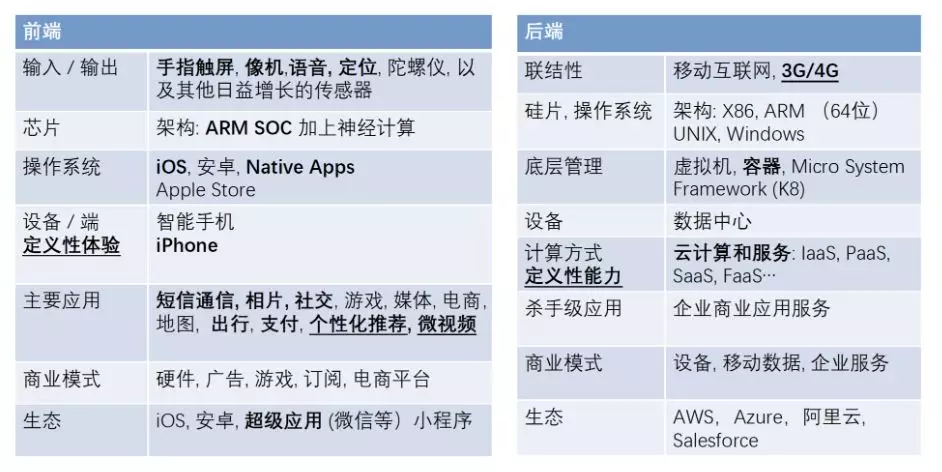 前端
输入 / 输出
手指触屏, 像机,语音, 定位, 陀螺仪, 以
及其他日益增长的传感器
芯片
架构: ARM SOC 加上神经计算
操作系统
iOS, 安卓, Native Apps
Apple Store
设备 / 端
定义性体验
智能手机
iPhone
主要应用
短信通信, 相片, 社交, 游戏, 媒体, 电商,
地图, 出行, 支付, 个性化推荐, 微视频
商业模式
硬件, 广告, 游戏, 订阅, 电商平台
生态
iOS, 安卓, 超级应用 (微信等）小程序
后端
联结性
移动互联网, 3G/4G
硅片, 操作系统
架构: X86, ARM （64位）
UNIX, Windows
底层管理
虚拟机, 容器, Micro System
Framework (K8)
设备
数据中心
计算方式
定义性能力
云计算和服务: IaaS, PaaS,
SaaS, FaaS…
杀手级应用
企业商业应用服务
商业模式
设备, 移动数据, 企业服务
生态
AWS，Azure，阿里云,
Salesforce